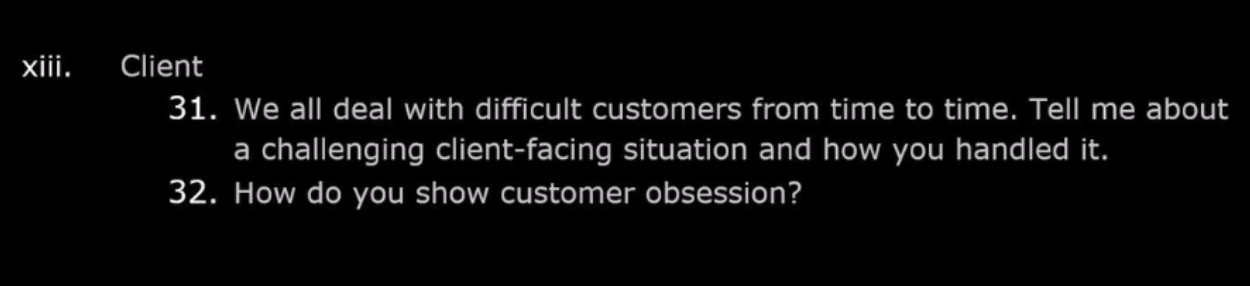 xiii. Client
31. We all deal with difficult customers from time to time. Tell me about
a challenging client-facing situation and how you handled it.
32. How do you show customer obsession?